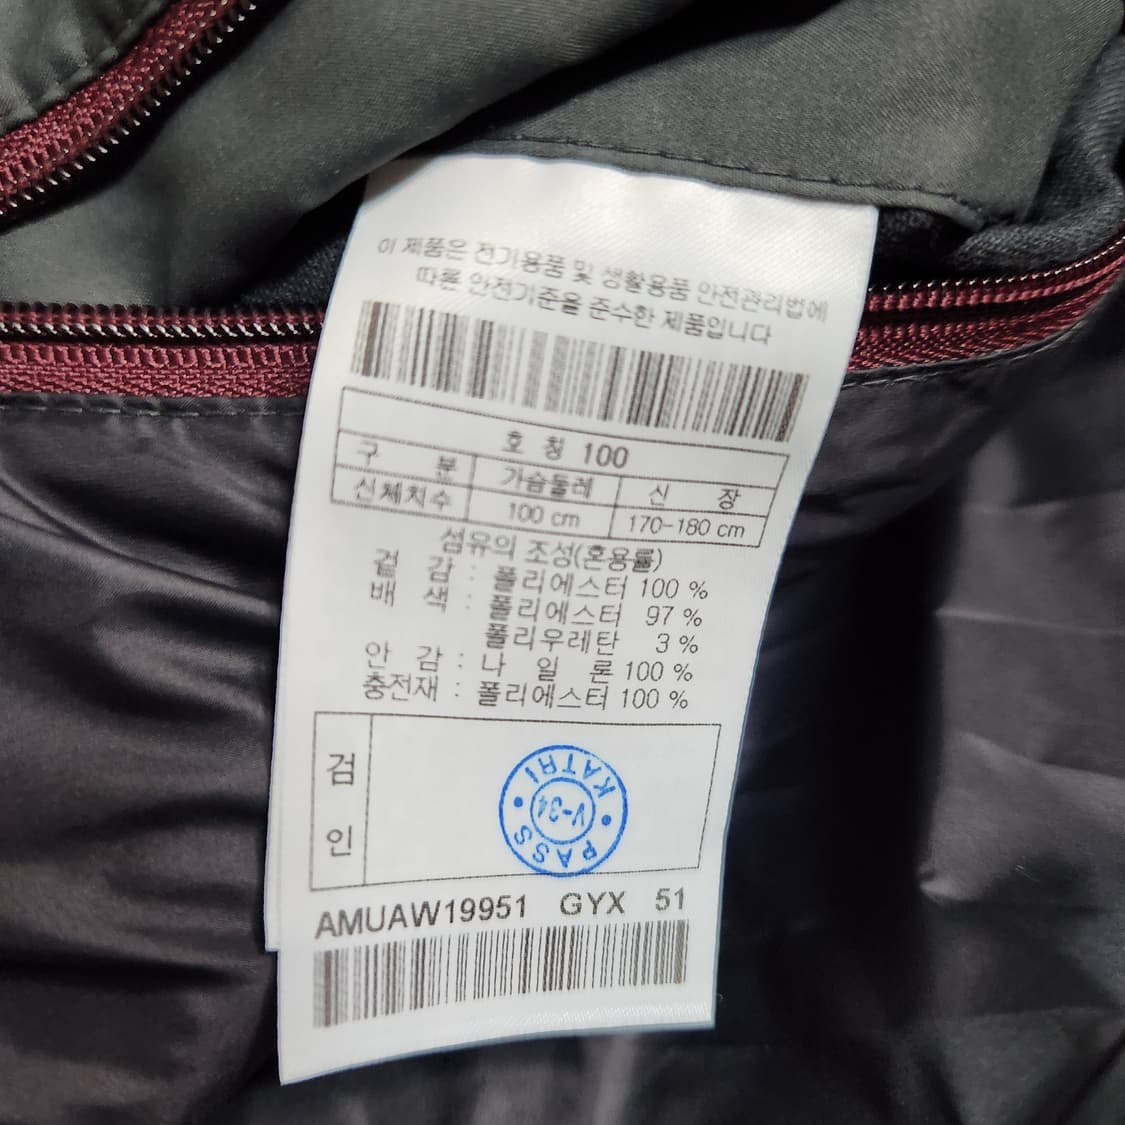 이 제품은 전기용품 및 생활용품 안전관리법에
따른 안전기준을 준수한 제품입니다
호 칭 100
구 분 가슴둘레 신 장
신체치수 100 cm 170-180 cm
섬유의 조성(혼용률)
겉 감 : 폴리에스터 100 %
배 색 : 폴리에스터 97 %
폴리우레탄 3 %
안 감 : 나 일 론 100 %
충전재 : 폴리에스터 100 %
검
인
KATRI
V-34
PASS
AMUAW19951 GYX 51